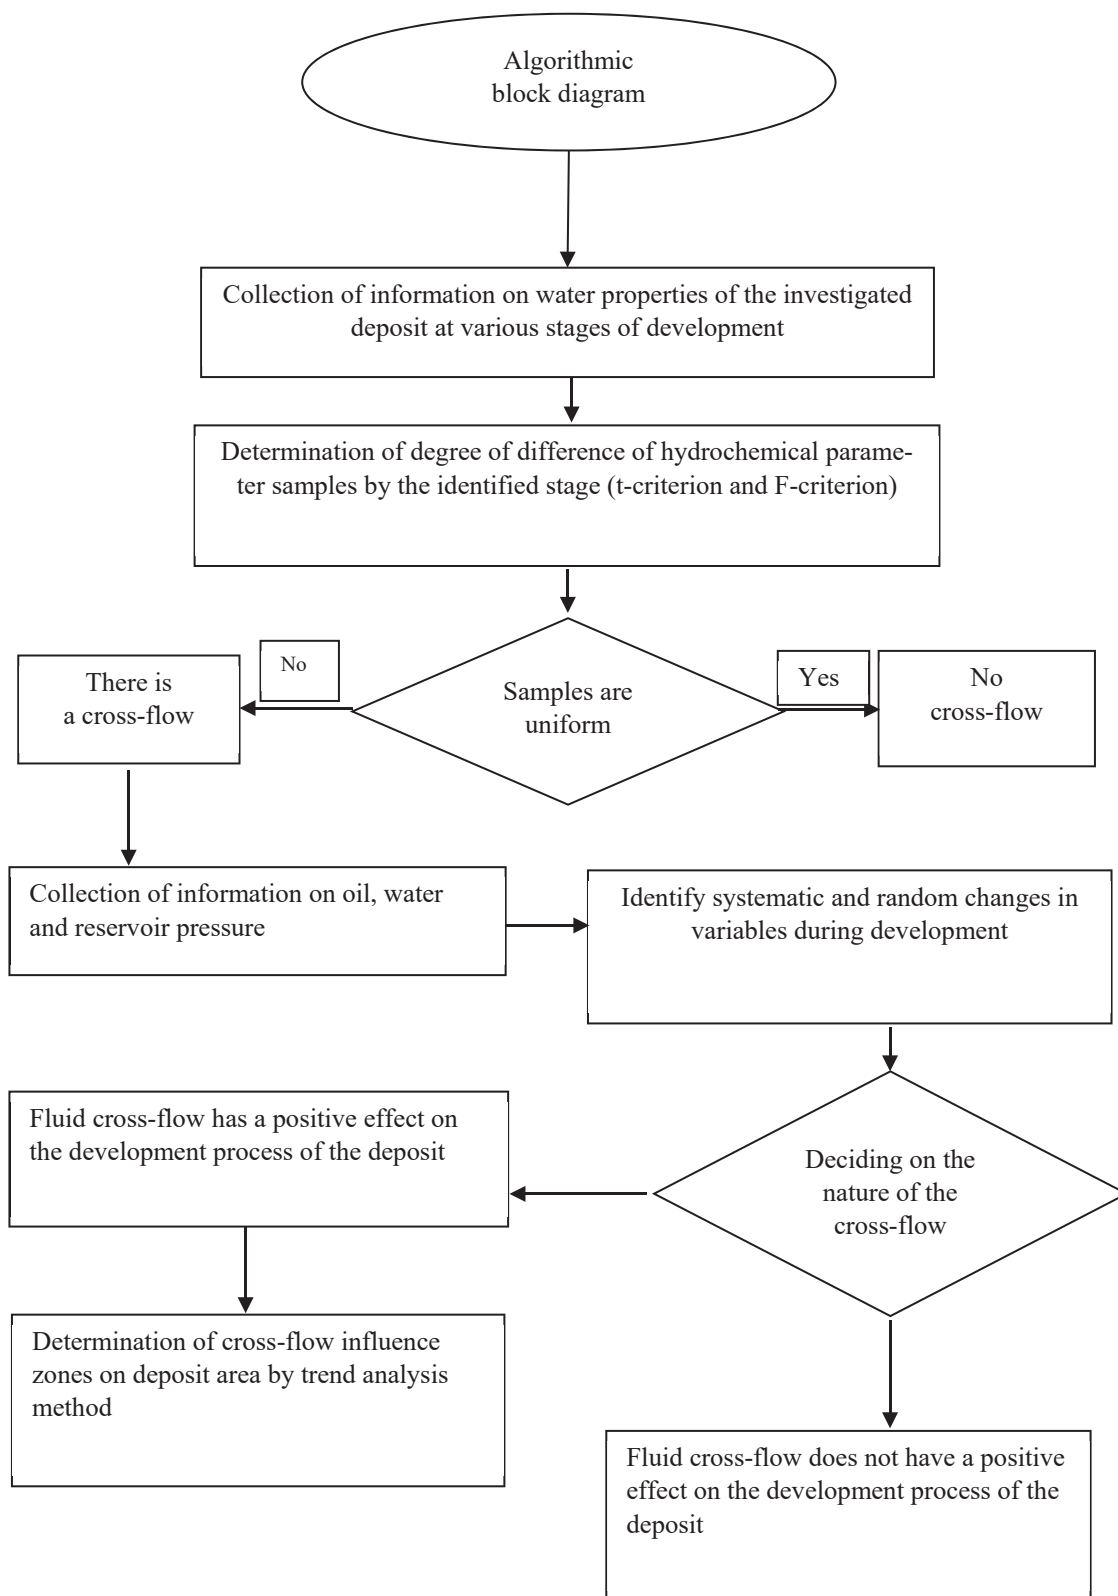 Algorithmic
block diagram
Collection of information on water properties of the investigated
deposit at various stages of development
Determination of degree of difference of hydrochemical parame-
ter samples by the identified stage (t-criterion and F-criterion)
There is
a cross-flow
No
Samples are
uniform
Yes
No
cross-flow
Collection of information on oil, water
and reservoir pressure
Identify systematic and random changes in
variables during development
Fluid cross-flow has a positive effect on
the development process of the deposit
Deciding on the
nature of the
cross-flow
Determination of cross-flow influence
zones on deposit area by trend analysis
method
Fluid cross-flow does not have a positive
effect on the development process of the
deposit